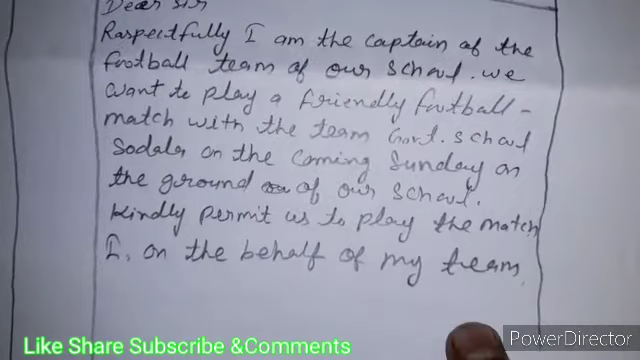 Dear Sir
Raspectfully I am the captain of the
football team of our school. we
want to play a friendly football -
match with the team Govt. school
Sodala on the coming Sunday on
the ground of our school.
kindly permit us to play the match
I, on the behalf of my team
Like Share Subscribe &Comments
PowerDirector